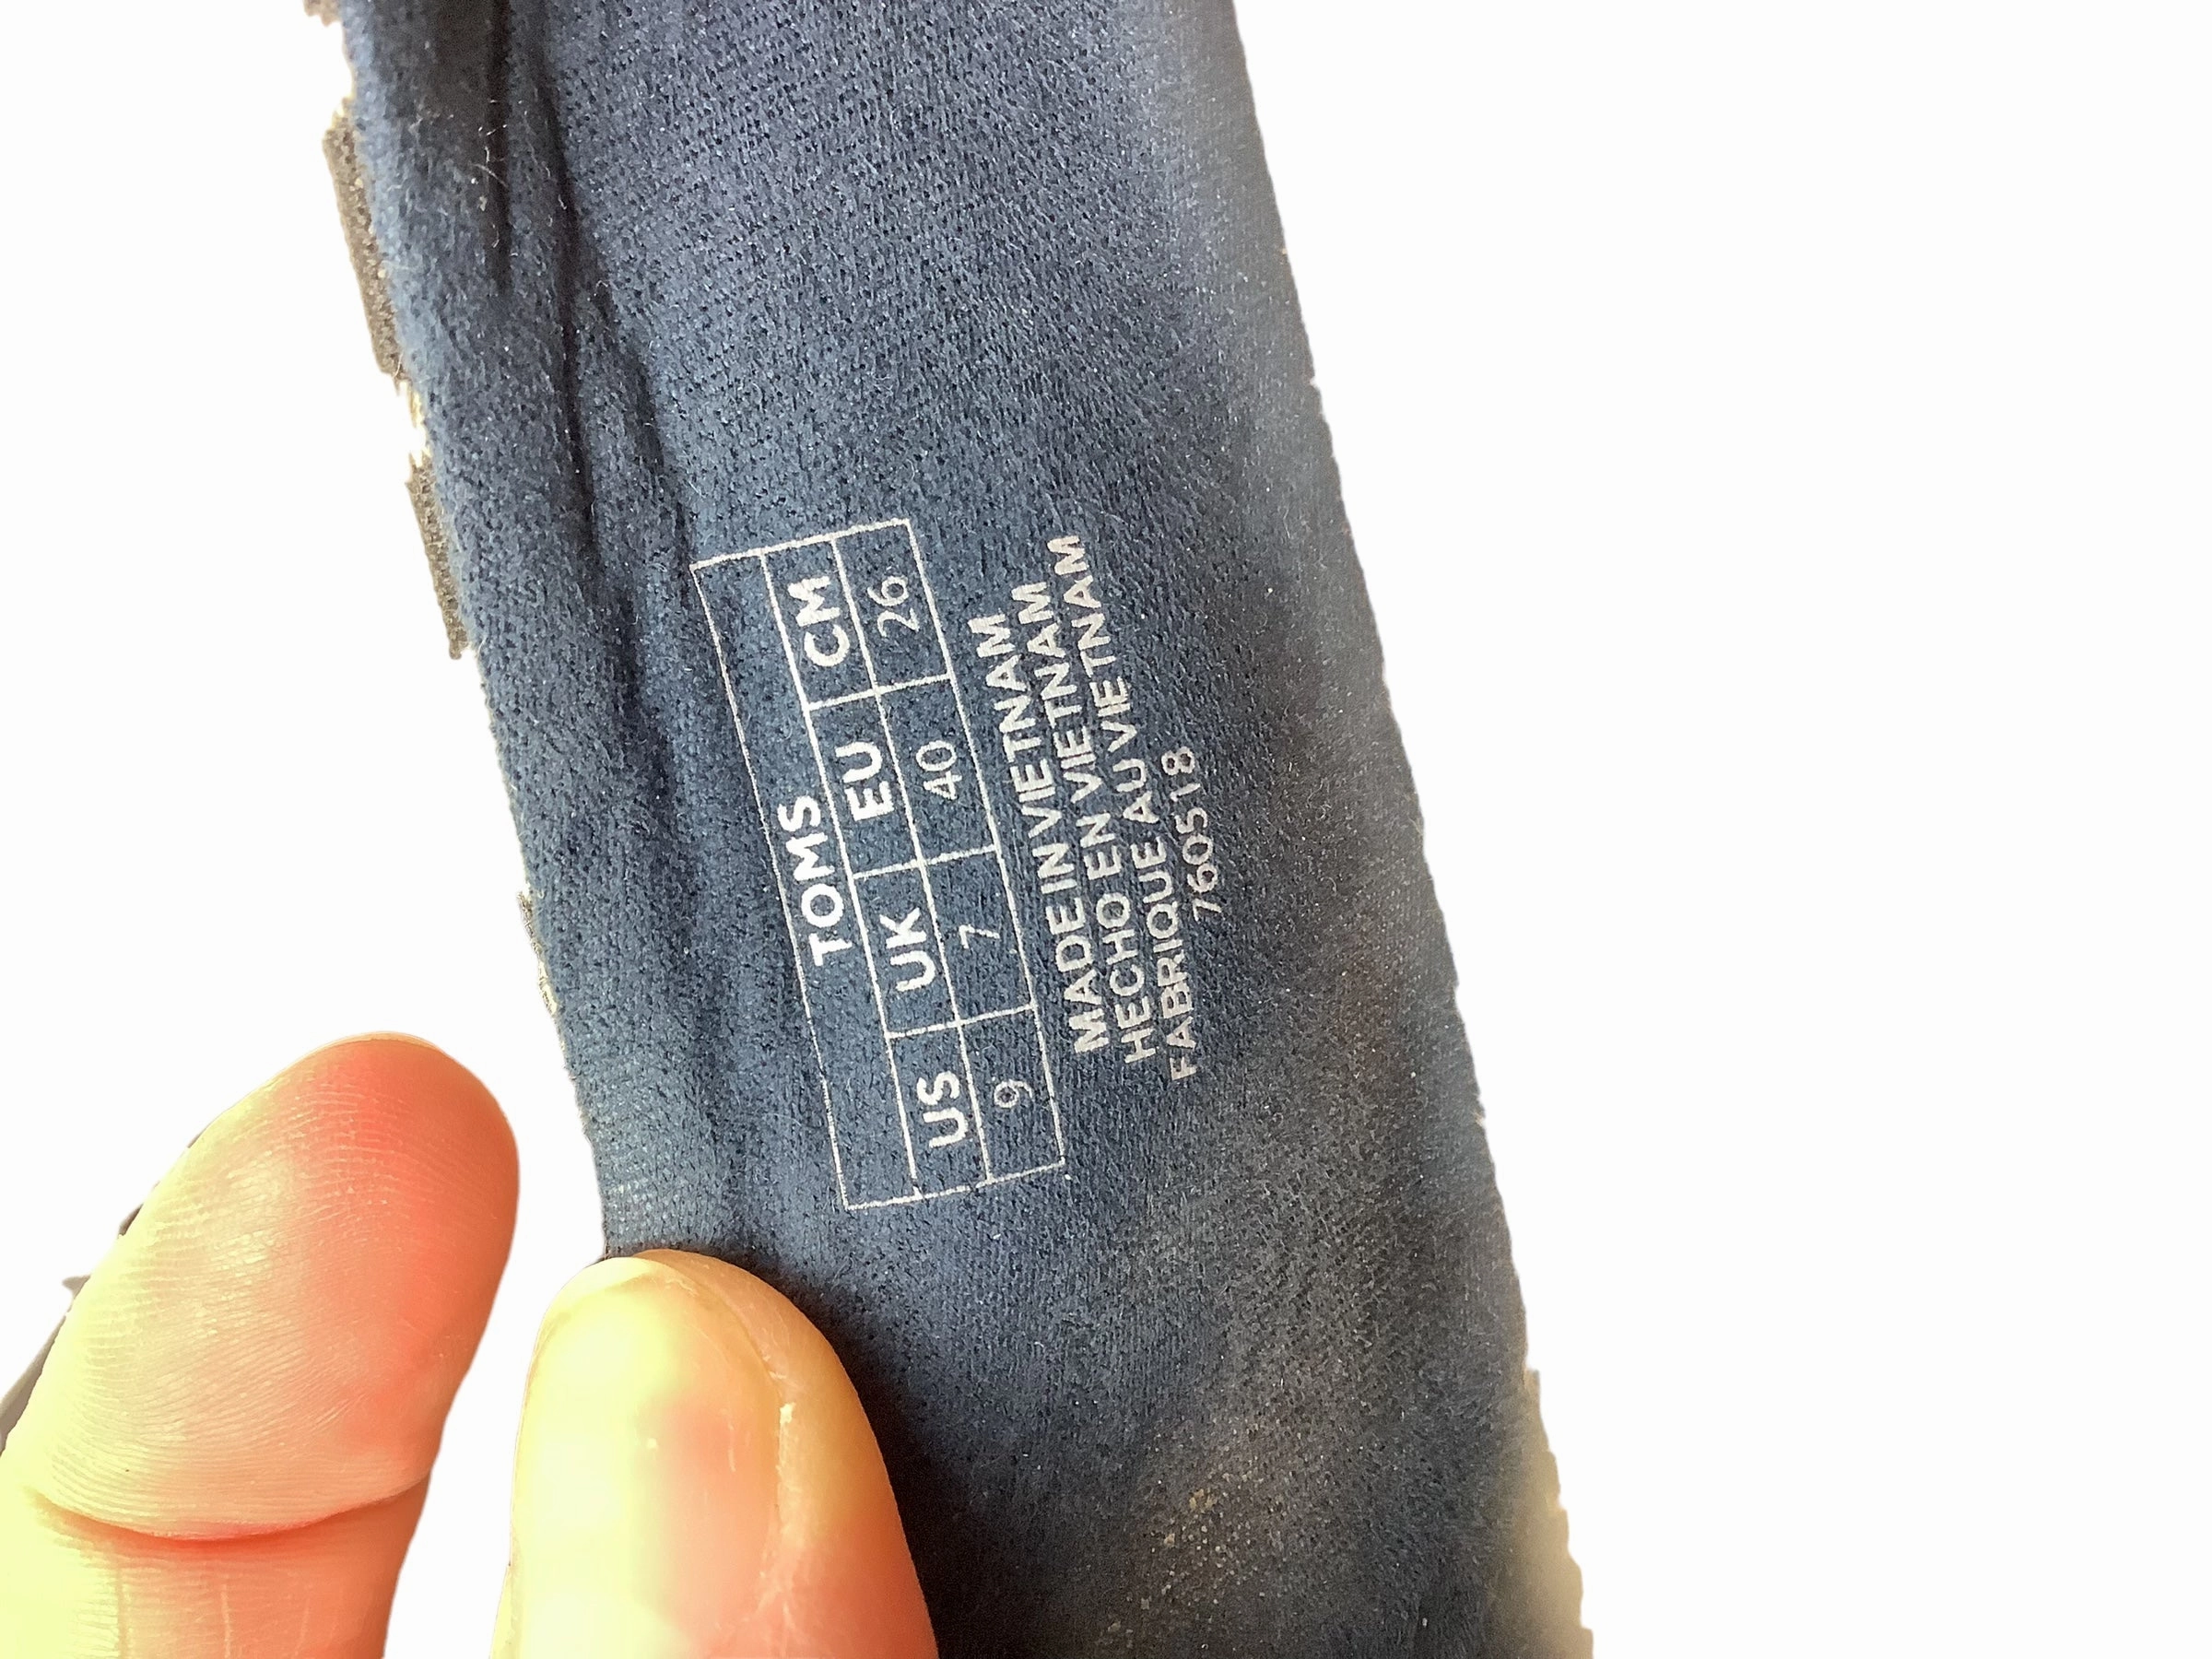 TOMS
US UK EU CM
9 7 40 26
MADE IN VIETNAM
HECHO EN VIETNAM
FABRIQUE AU VIETNAM
760518